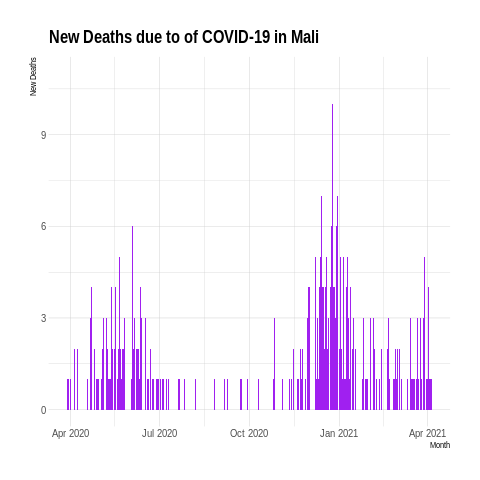 New Deaths due to of COVID-19 in Mali
New Deaths
9
6
3
0
Apr 2020 Jul 2020 Oct 2020 Jan 2021 Apr 2021
Month